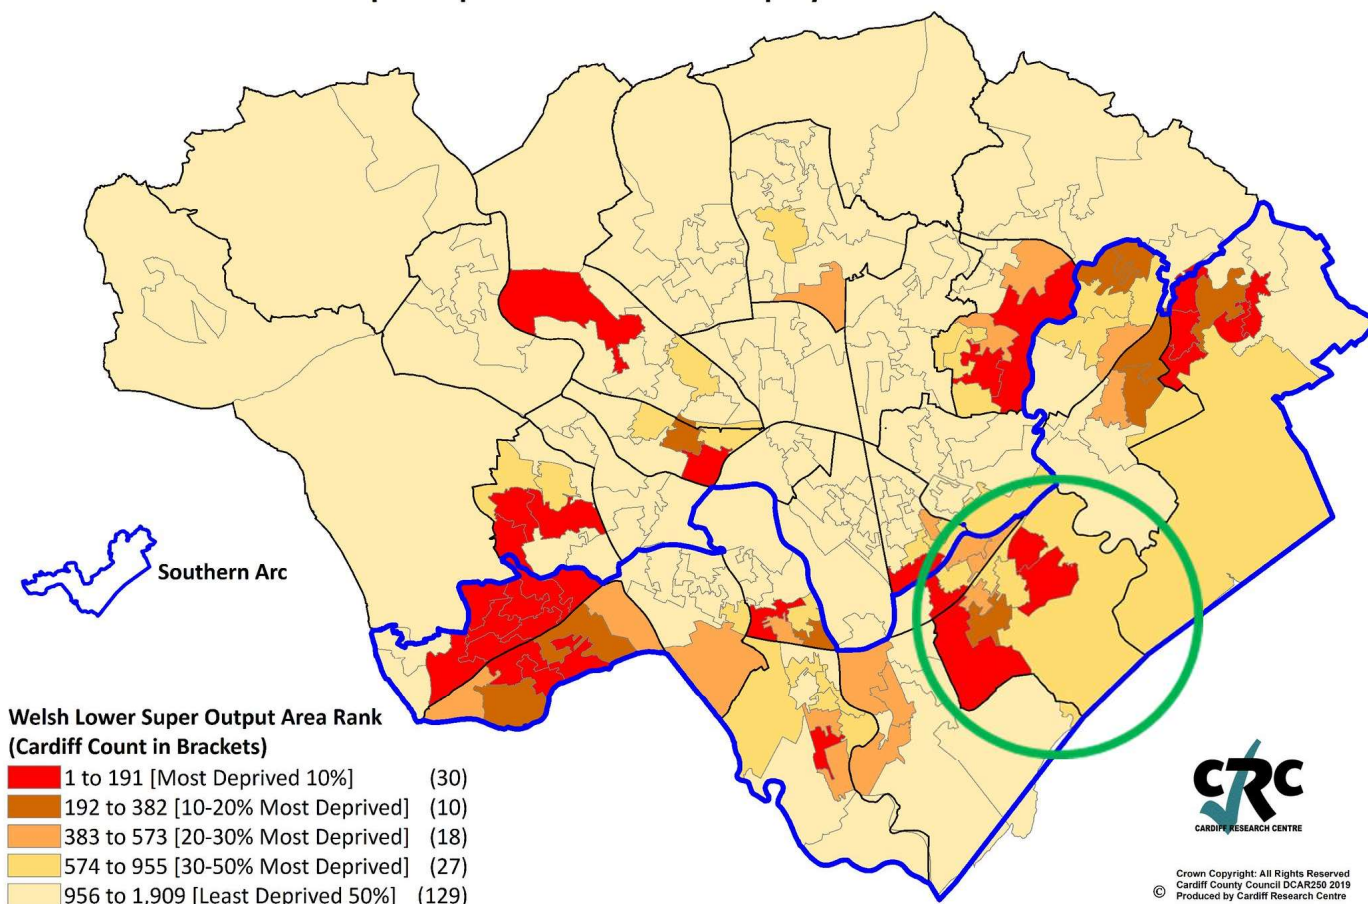 Southern Arc
Welsh Lower Super Output Area Rank
(Cardiff Count in Brackets)
1 to 191 [Most Deprived 10%] (30)
192 to 382 [10-20% Most Deprived] (10)
383 to 573 [20-30% Most Deprived] (18)
574 to 955 [30-50% Most Deprived] (27)
956 to 1,909 [Least Deprived 50%] (129)
CRC
CARDIFF RESEARCH CENTRE
Crown Copyright: All Rights Reserved
Cardiff County Council DCAR250 2019
© Produced by Cardiff Research Centre